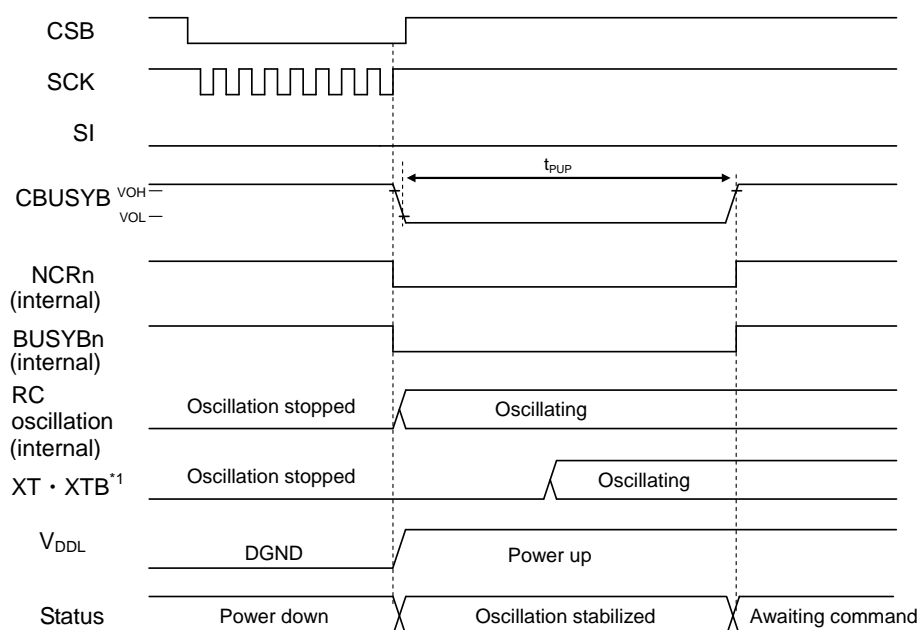 CSB
SCK
SI
tPUP
CBUSYB VOH
VOL
NCRn
(internal)
BUSYBn
(internal)
RC
oscillation
(internal)
Oscillation stopped Oscillating
XT・XTB*1 Oscillation stopped Oscillating
VDDL DGND Power up
Status Power down Oscillation stabilized Awaiting command